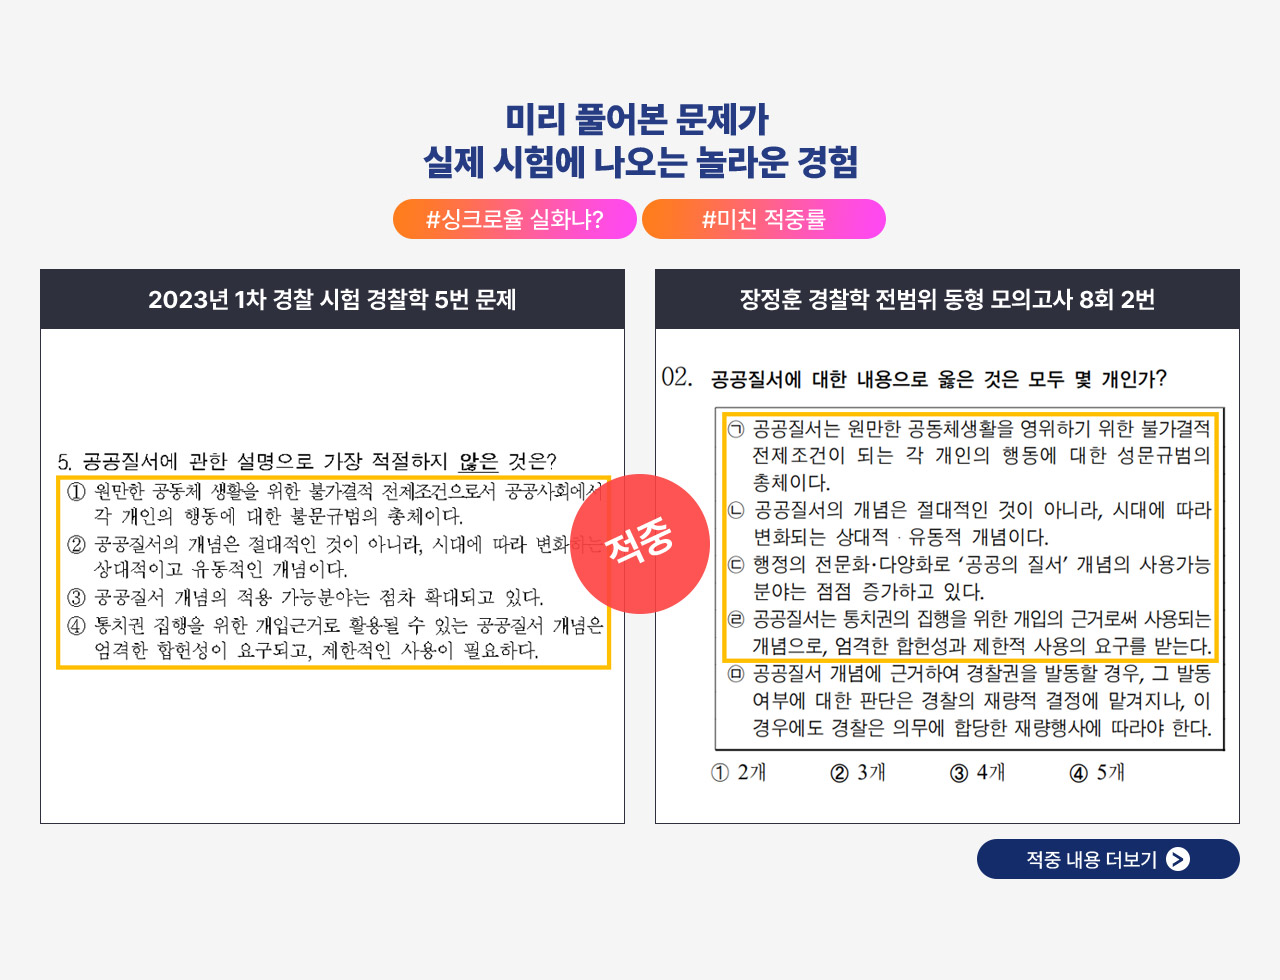 미리 풀어본 문제가
실제 시험에 나오는 놀라운 경험
#싱크로율 실화냐?
#미친 적중률
2023년 1차 경찰 시험 경찰학 5번 문제
5. 공공질서에 관한 설명으로 가장 적절하지 않은 것은?
① 원만한 공동체 생활을 위한 불가결적 전제조건으로서 공공사회에서
각 개인의 행동에 대한 불문규범의 총체이다.
② 공공질서의 개념은 절대적인 것이 아니라, 시대에 따라 변화하는
상대적이고 유동적인 개념이다.
③ 공공질서 개념의 적용 가능분야는 점차 확대되고 있다.
④ 통치권 집행을 위한 개입근거로 활용될 수 있는 공공질서 개념은
엄격한 합헌성이 요구되고, 제한적인 사용이 필요하다.
적중
장정훈 경찰학 전범위 동형 모의고사 8회 2번
02. 공공질서에 대한 내용으로 옳은 것은 모두 몇 개인가?
㉠ 공공질서는 원만한 공동체생활을 영위하기 위한 불가결적
전제조건이 되는 각 개인의 행동에 대한 성문규범의
총체이다.
㉡ 공공질서의 개념은 절대적인 것이 아니라, 시대에 따라
변화되는 상대적 · 유동적 개념이다.
㉢ 행정의 전문화·다양화로 ‘공공의 질서’ 개념의 사용가능
분야는 점점 증가하고 있다.
㉣ 공공질서는 통치권의 집행을 위한 개입의 근거로써 사용되는
개념으로, 엄격한 합헌성과 제한적 사용의 요구를 받는다.
㉤ 공공질서 개념에 근거하여 경찰권을 발동할 경우, 그 발동
여부에 대한 판단은 경찰의 재량적 결정에 맡겨지나, 이
경우에도 경찰은 의무에 합당한 재량행사에 따라야 한다.
① 2개 ② 3개 ③ 4개 ④ 5개
적중 내용 더보기